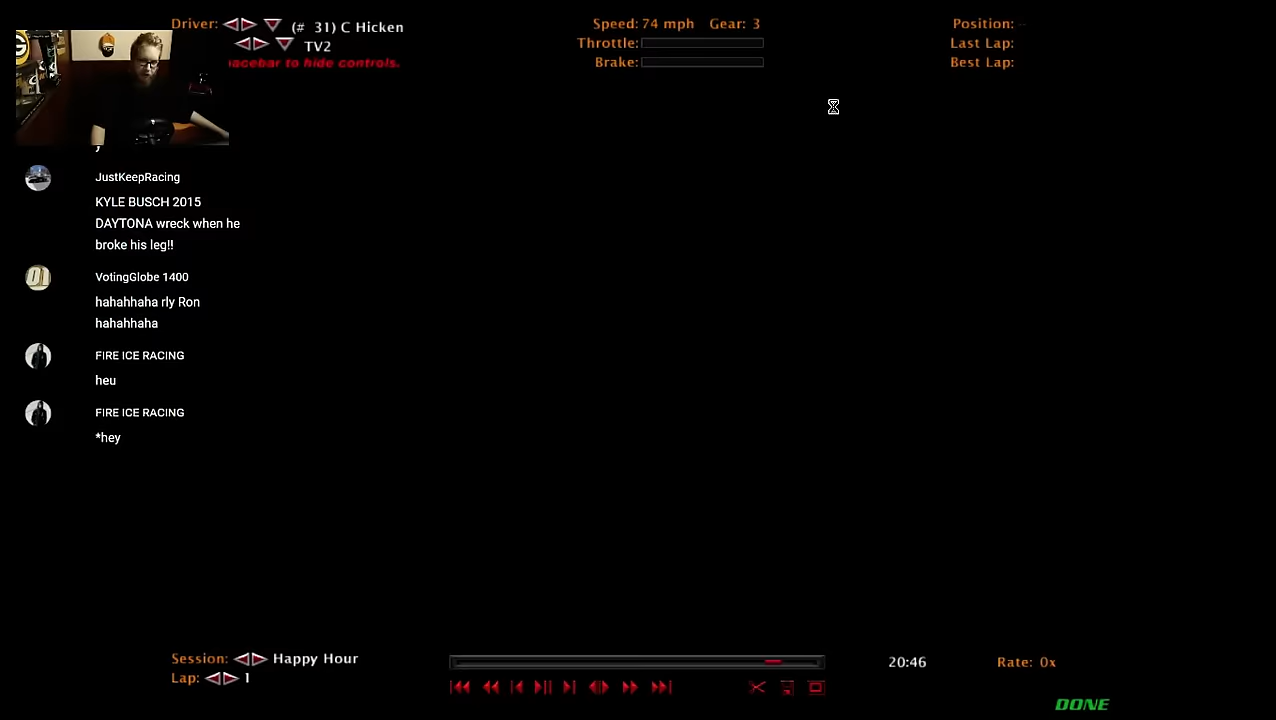 Driver: (# 31) C Hicken
TV2
acebar to hide controls.
Speed: 74 mph Gear: 3
Throttle:
Brake:
Position: --
Last Lap:
Best Lap:
JustKeepRacing
KYLE BUSCH 2015
DAYTONA wreck when he
broke his leg!!
VotingGlobe 1400
hahahhaha rly Ron
hahahhaha
FIRE ICE RACING
heu
FIRE ICE RACING
*hey
Session: Happy Hour
Lap: 1
20:46
Rate: 0x
DONE